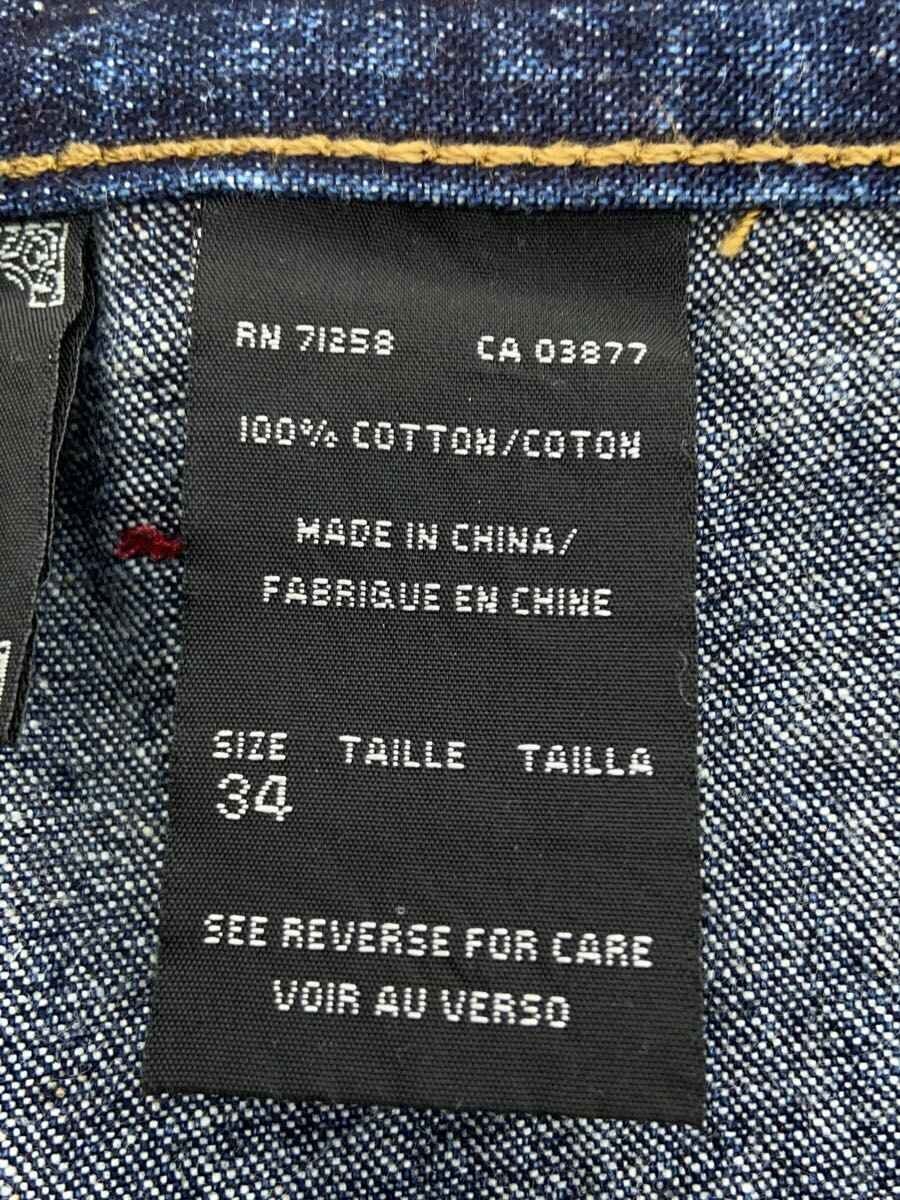 RN 71258 CA 03877
100% COTTON/COTON
MADE IN CHINA/
FABRIQUE EN CHINE
SIZE TAILLE TAILLA
34
SEE REVERSE FOR CARE
VOIR AU VERSO